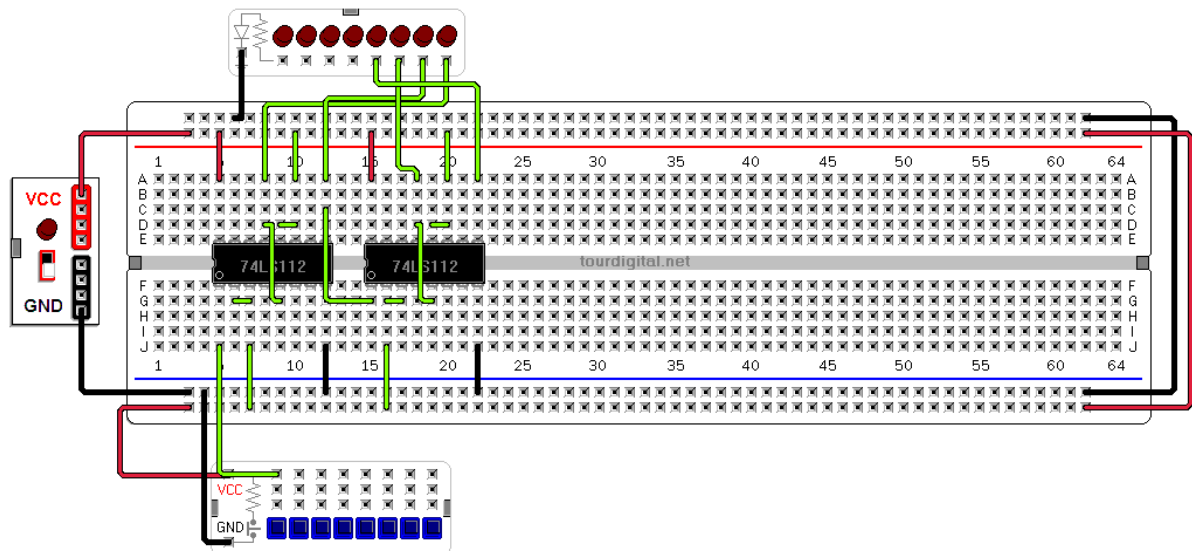 1 5 10 15 20 25 30 35 40 45 50 55 60 64
A A
B B
C C
D D
E E
VCC
GND
74LS112 74LS112
tourdigital.net
F F
G G
H H
I I
J J
1 10 15 20 25 30 35 40 45 50 55 60 64
VCC
GND